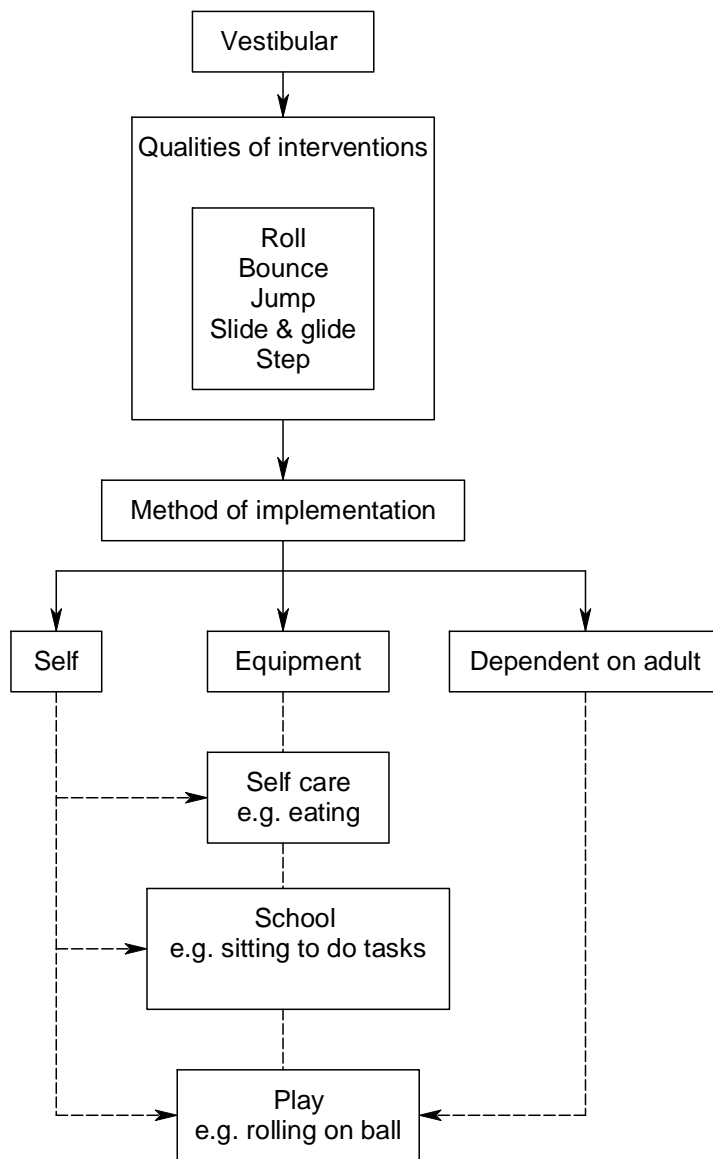 Vestibular
Qualities of interventions
Roll
Bounce
Jump
Slide & glide
Step
Method of implementation
Self
Equipment
Dependent on adult
Self care
e.g. eating
School
e.g. sitting to do tasks
Play
e.g. rolling on ball